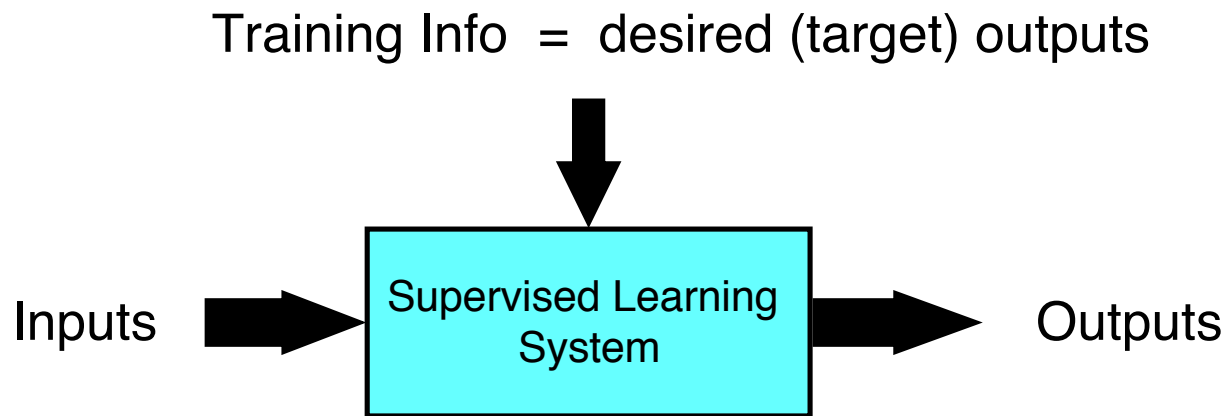 Training Info = desired (target) outputs
Inputs
Supervised Learning
System
Outputs